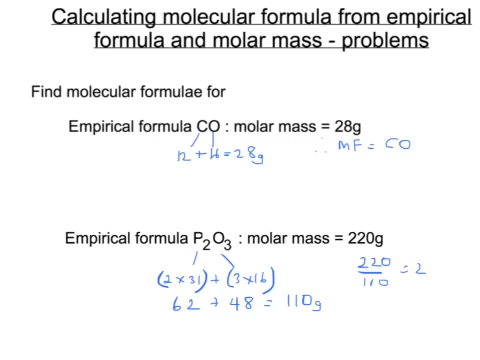 Calculating molecular formula from empirical
formula and molar mass - problems
Find molecular formulae for
Empirical formula CO : molar mass = 28g
12 + 16 = 28g
∴ MF = CO
Empirical formula P₂O₃ : molar mass = 220g
(2 x 31) + (3 x 16)
62 + 48 = 110g
220
110
= 2